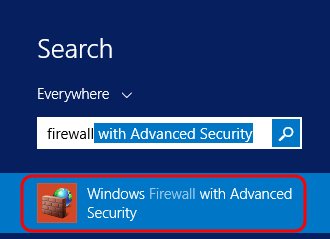 Search
Everywhere
firewall with Advanced Security
Windows Firewall with Advanced
Security